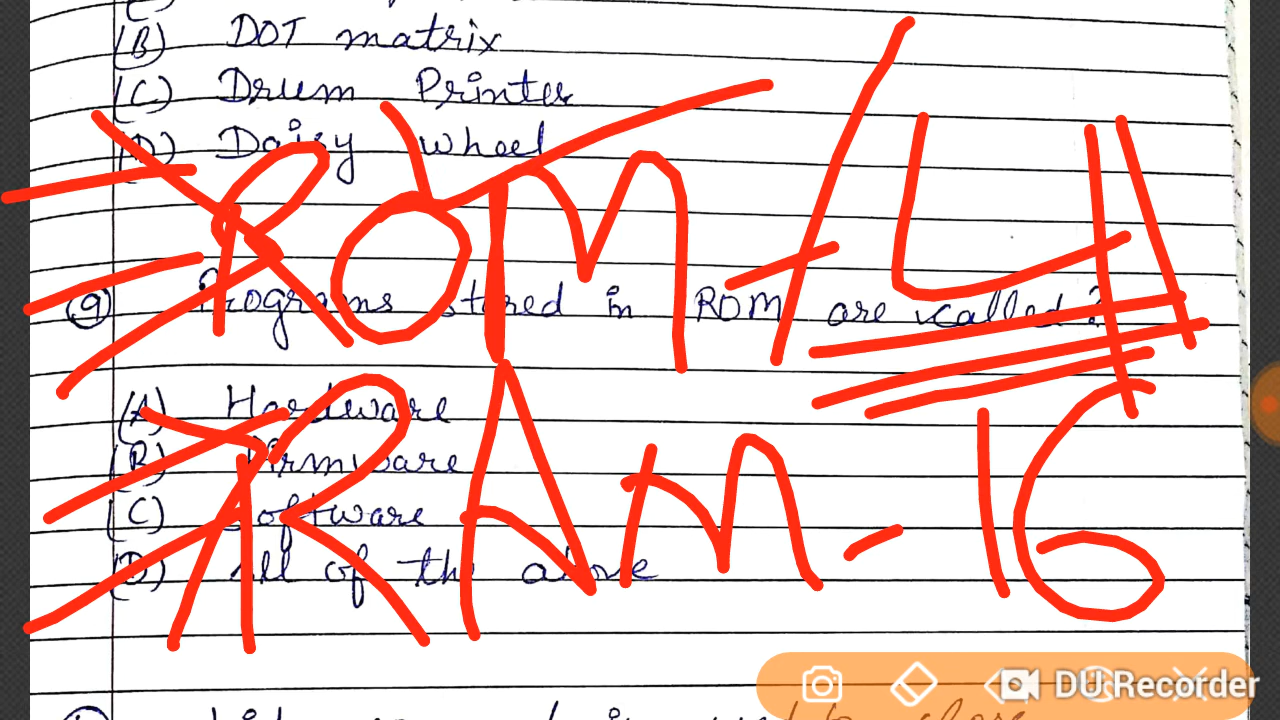 (B) DOT matrix
(C) Drum Printer
(D) Daisy wheel
ROM / 4
(9) Programs stored in ROM are called?
(A) Hardware
(B) Firmware
(C) Software
(D) All of the above
RAM - 16
DU Recorder